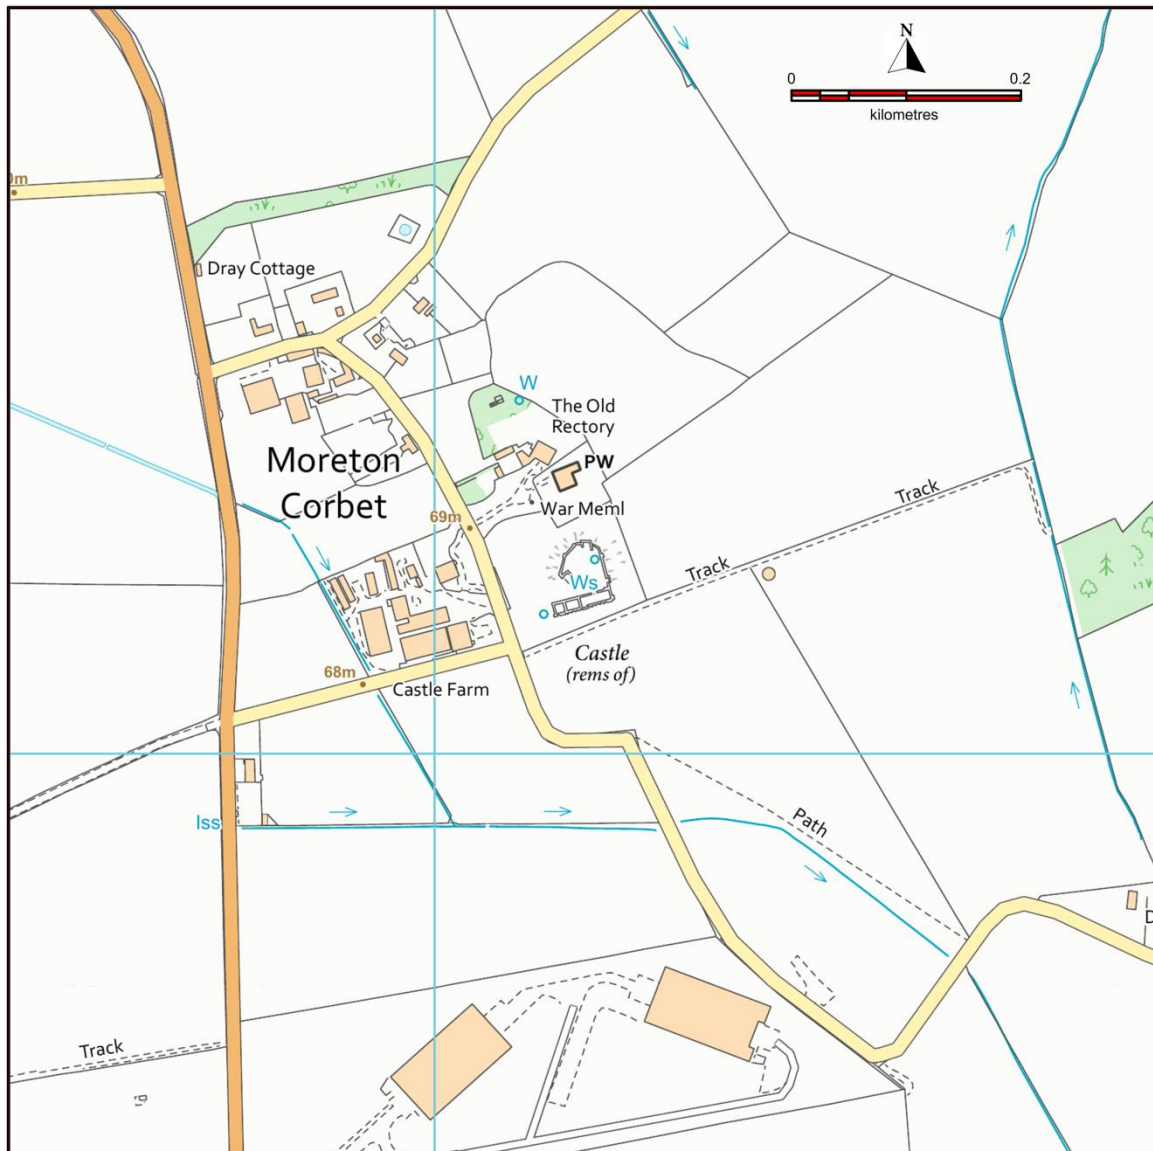 N
0 0.2
kilometres
Dray Cottage
W
The Old
Rectory
PW
Moreton
Corbet
War Meml
69m
Track
Track
Ws
Castle
(rems of)
68m
Castle Farm
Iss
Path
Track